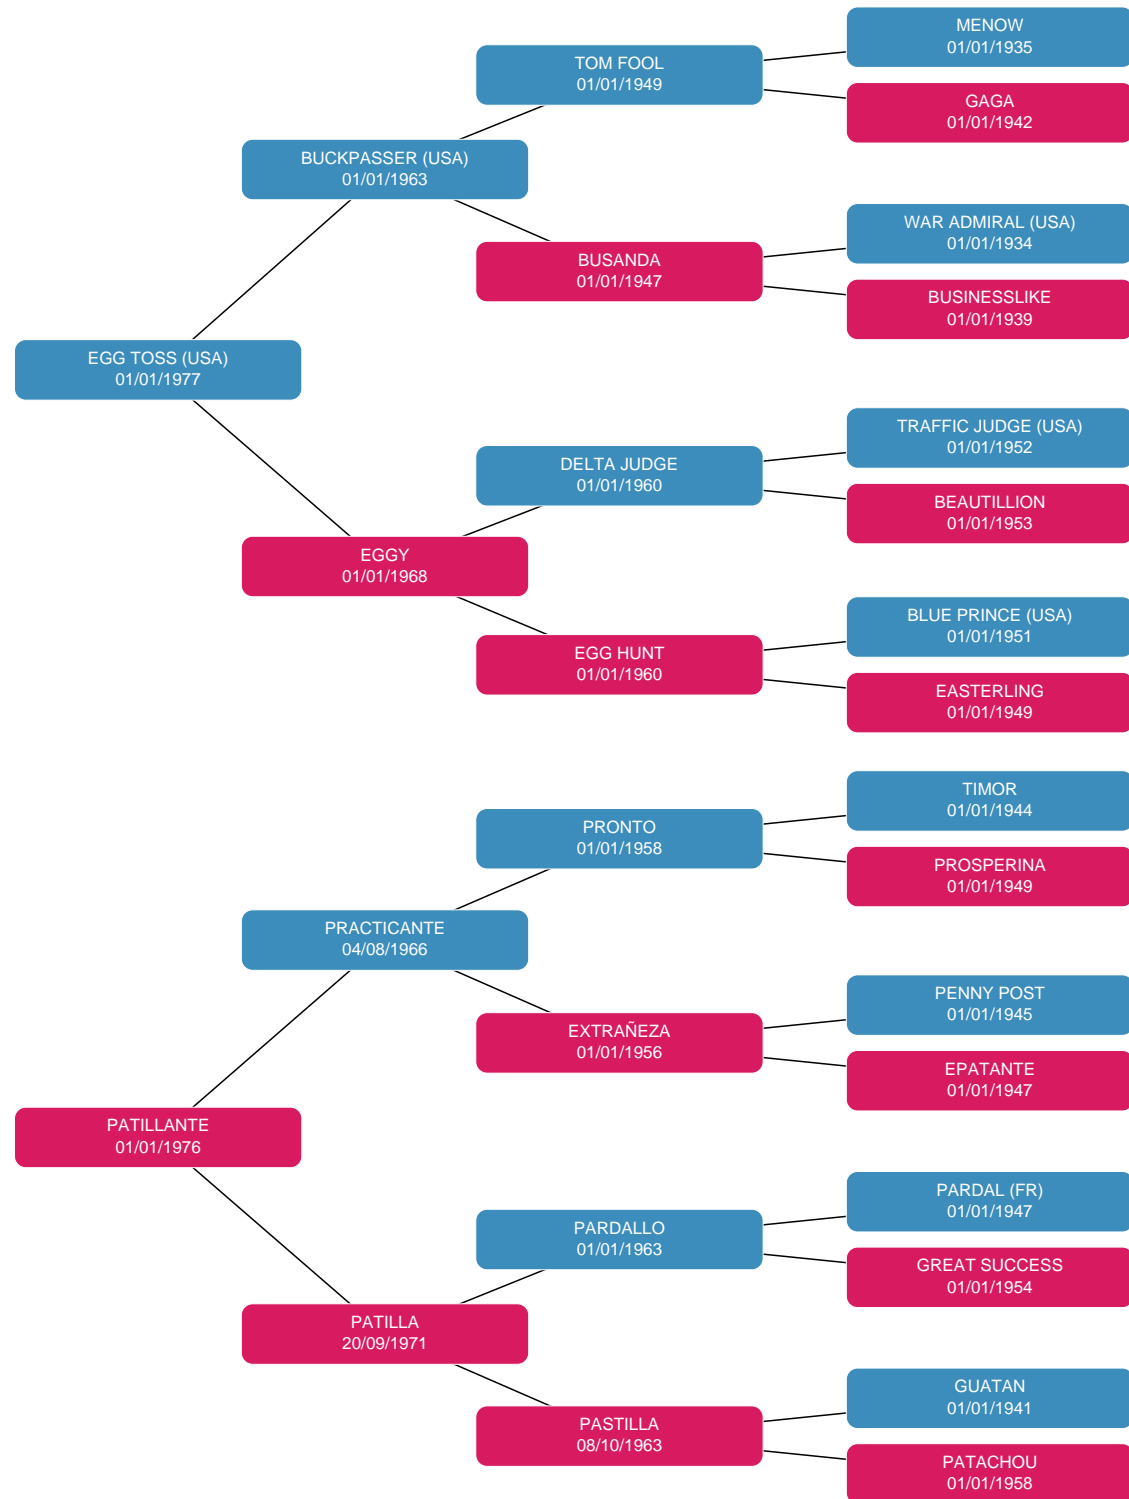 MENOW
01/01/1935
TOM FOOL
01/01/1949
GAGA
01/01/1942
BUCKPASSER (USA)
01/01/1963
WAR ADMIRAL (USA)
01/01/1934
BUSANDA
01/01/1947
BUSINESSLIKE
01/01/1939
EGG TOSS (USA)
01/01/1977
TRAFFIC JUDGE (USA)
01/01/1952
DELTA JUDGE
01/01/1960
BEAUTILLION
01/01/1953
EGGY
01/01/1968
BLUE PRINCE (USA)
01/01/1951
EGG HUNT
01/01/1960
EASTERLING
01/01/1949
TIMOR
01/01/1944
PRONTO
01/01/1958
PROSPERINA
01/01/1949
PRACTICANTE
04/08/1966
PENNY POST
01/01/1945
EXTRAÑEZA
01/01/1956
EPATANTE
01/01/1947
PATILLANTE
01/01/1976
PARDAL (FR)
01/01/1947
PARDALLO
01/01/1963
GREAT SUCCESS
01/01/1954
PATILLA
20/09/1971
GUATAN
01/01/1941
PASTILLA
08/10/1963
PATACHOU
01/01/1958